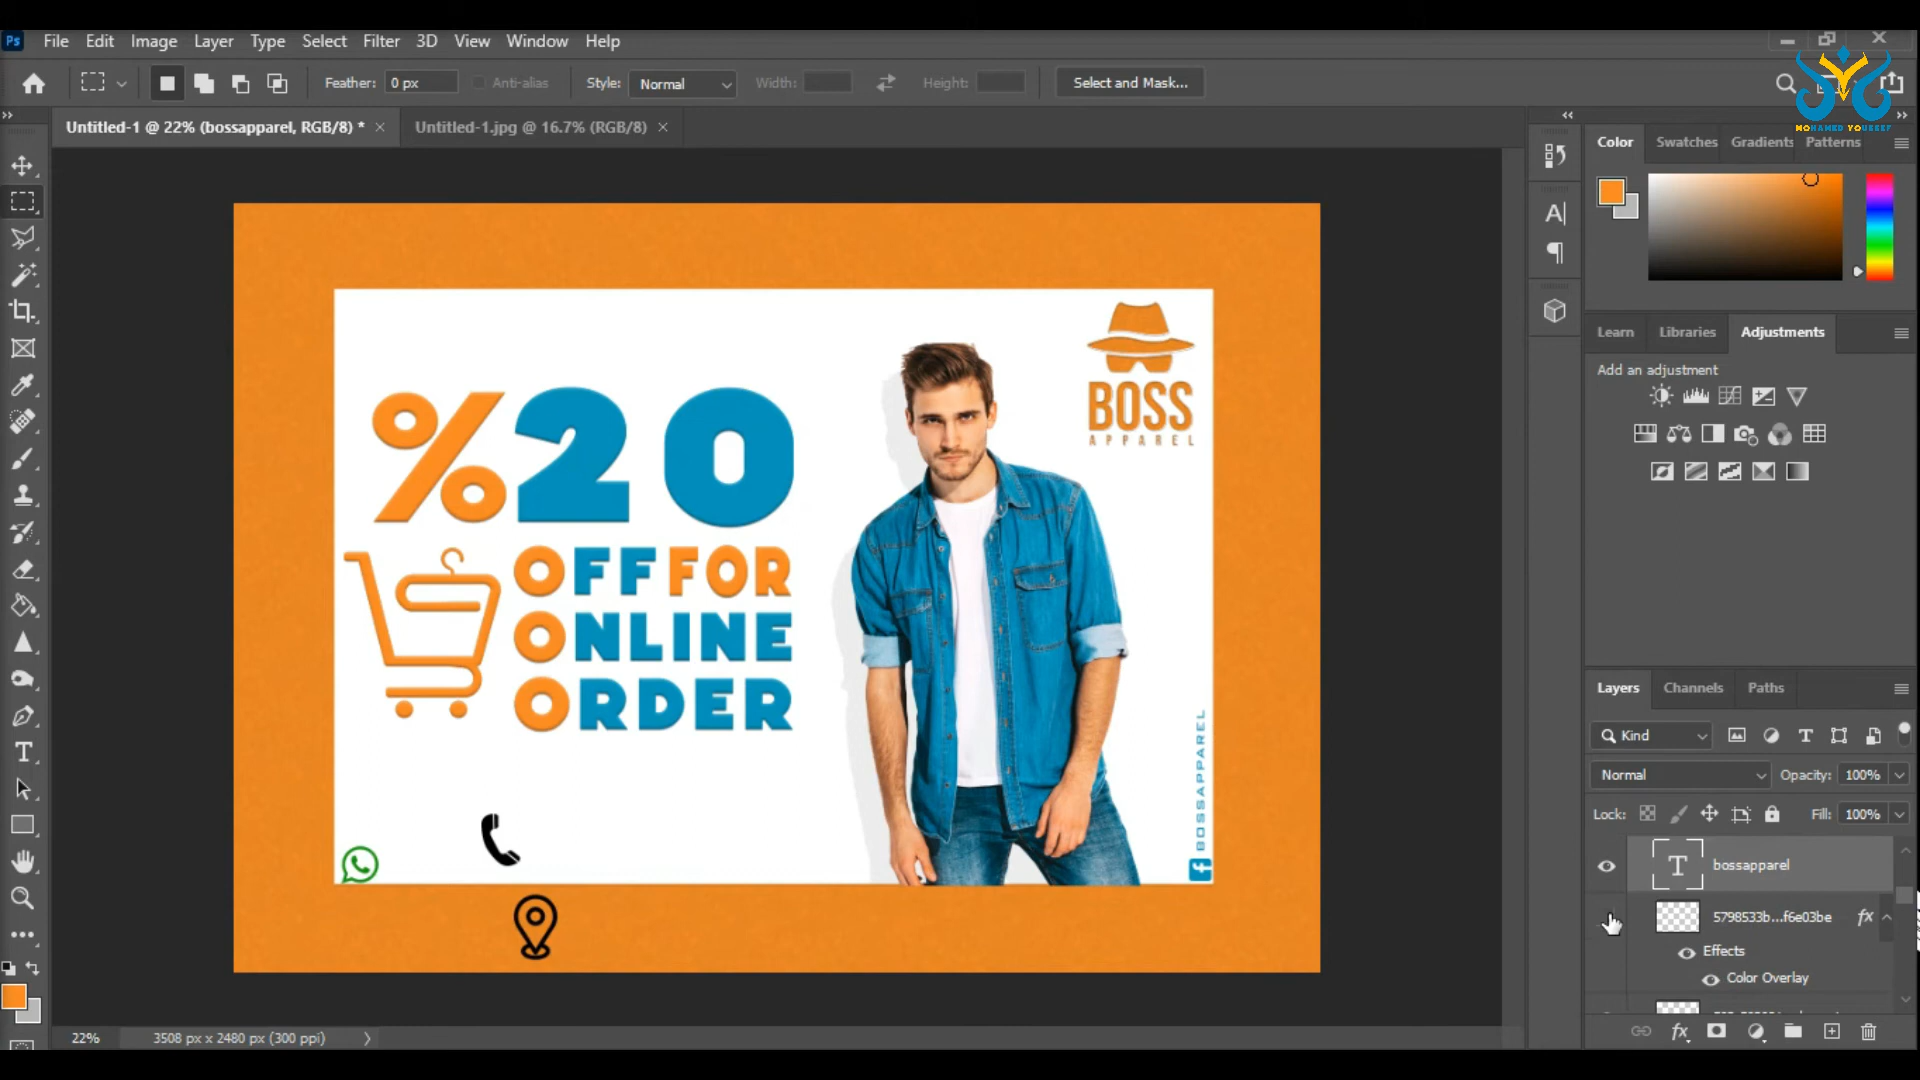 Ps File Edit Image Layer Type Select Filter 3D View Window Help
Feather: 0 px Anti-alias Style: Normal Width: Height: Select and Mask...
MOHAMED YOUSSEF
Untitled-1 @ 22% (bossapparel, RGB/8) * × Untitled-1.jpg @ 16.7% (RGB/8) ×
Color Swatches Gradients Patterns
Learn Libraries Adjustments
Add an adjustment
BOSS
APPAREL
%20
OFF FOR
ONLINE
ORDER
BOSSAPPAREL
Layers Channels Paths
Kind
Normal Opacity: 100%
Lock: Fill: 100%
bossapparel
5798533b...f6e03be fx
Effects
Color Overlay
22% 3508 px x 2480 px (300 ppi)